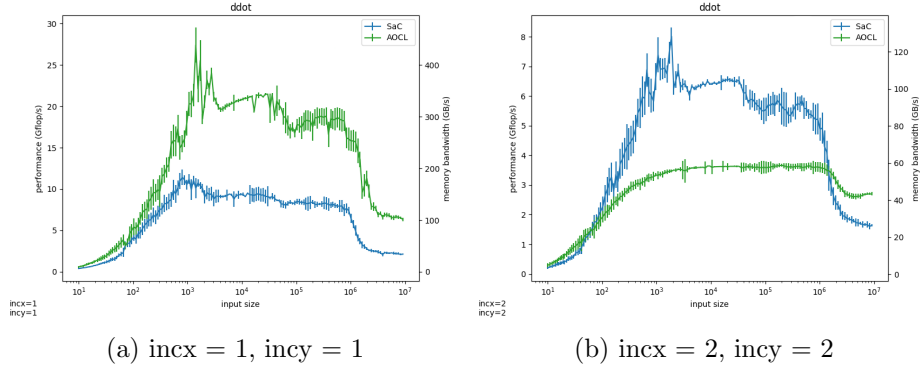 ddot
SaC
AOCL
30
25
20
15
10
5
0
performance (Gflop/s)
400
300
200
100
0
memory bandwidth (GB/s)
10¹ 10² 10³ 10⁴ 10⁵ 10⁶ 10⁷
input size
incx=1
incy=1
(a) incx = 1, incy = 1
ddot
SaC
AOCL
8
7
6
5
4
3
2
1
0
performance (Gflop/s)
120
100
80
60
40
20
0
memory bandwidth (GB/s)
10¹ 10² 10³ 10⁴ 10⁵ 10⁶ 10⁷
input size
incx=2
incy=2
(b) incx = 2, incy = 2